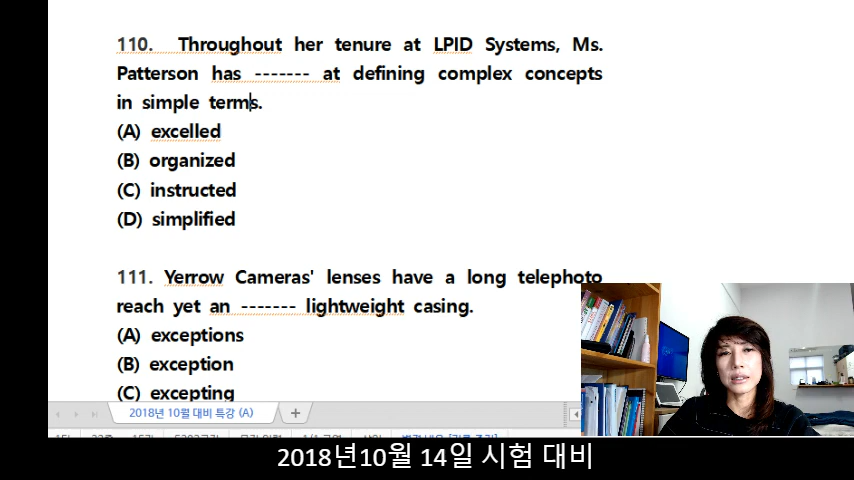 110. Throughout her tenure at LPID Systems, Ms.
Patterson has ------- at defining complex concepts
in simple terms.
(A) excelled
(B) organized
(C) instructed
(D) simplified
111. Yerrow Cameras' lenses have a long telephoto
reach yet an ------- lightweight casing.
(A) exceptions
(B) exception
(C) excepting
2018년 10월 대비 특강 (A)
2018년10월 14일 시험 대비